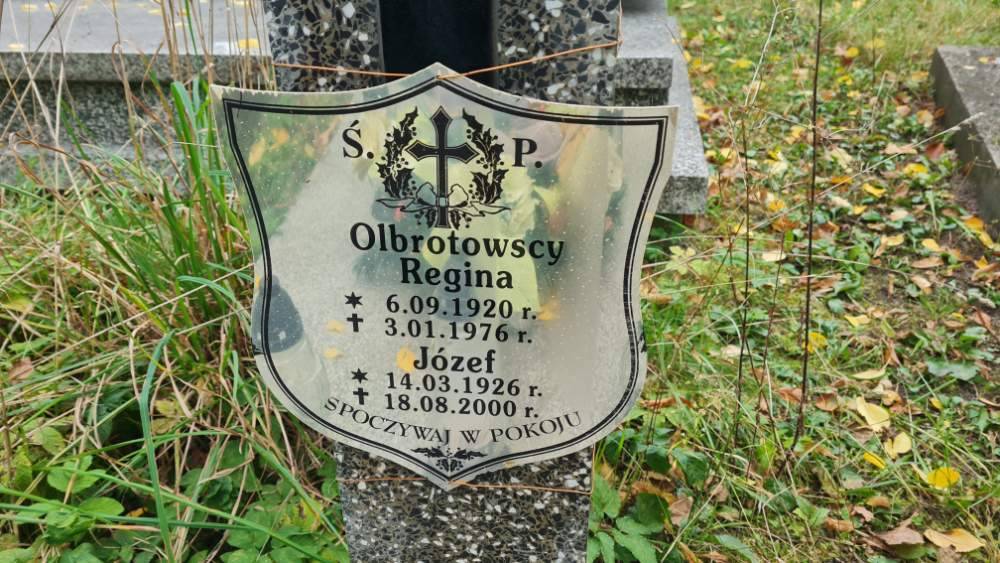 Ś. P.
Olbrotowscy
Regina
✶ 6.09.1920 r.
✝ 3.01.1976 r.
Józef
✶ 14.03.1926 r.
✝ 18.08.2000 r.
SPOCZYWAJ W POKOJU